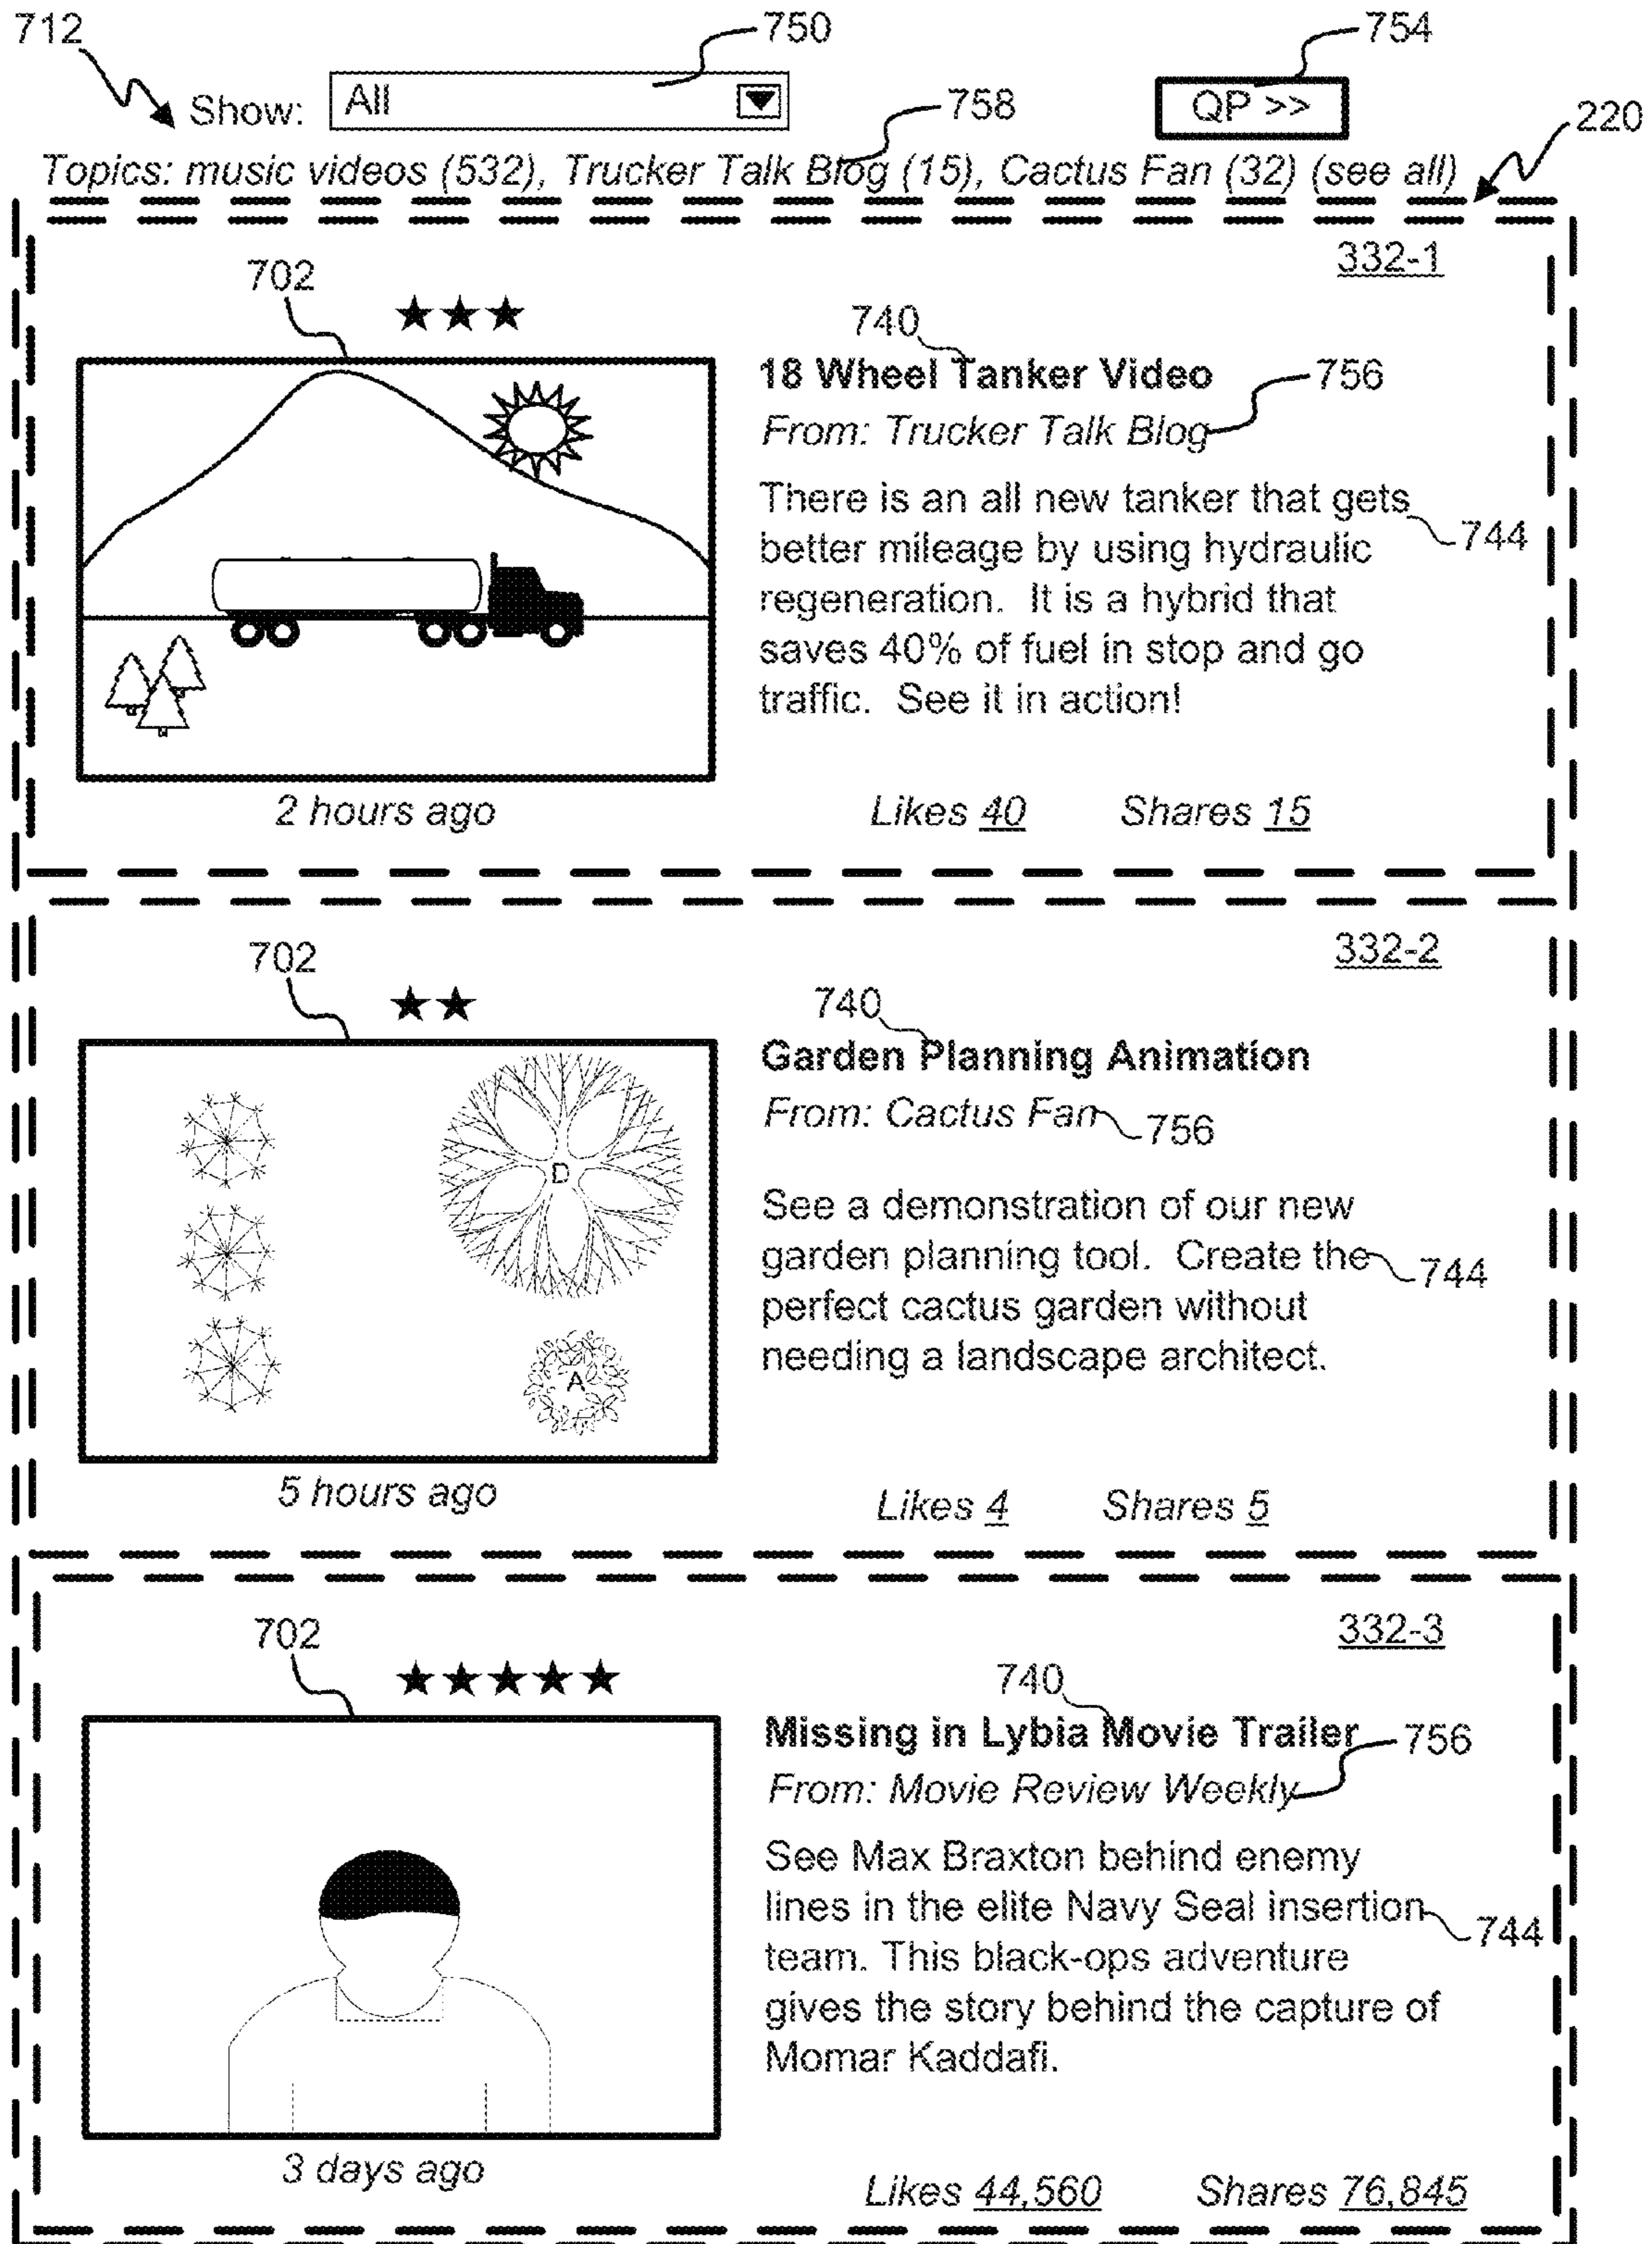 712
750
754
Show: All
QP >>
758
220
Topics: music videos (532), Trucker Talk Blog (15), Cactus Fan (32) (see all)
332-1
702
★★★
740
18 Wheel Tanker Video
756
From: Trucker Talk Blog
There is an all new tanker that gets
744
better mileage by using hydraulic
regeneration. It is a hybrid that
saves 40% of fuel in stop and go
traffic. See it in action!
2 hours ago
Likes 40
Shares 15
332-2
702
★★
740
Garden Planning Animation
From: Cactus Fan
756
D
See a demonstration of our new
garden planning tool. Create the
744
perfect cactus garden without
needing a landscape architect.
A
5 hours ago
Likes 4
Shares 5
332-3
702
★★★★★
740
Missing in Lybia Movie Trailer
756
From: Movie Review Weekly
See Max Braxton behind enemy
lines in the elite Navy Seal insertion
744
team. This black-ops adventure
gives the story behind the capture of
Momar Kaddafi.
3 days ago
Likes 44,560
Shares 76,845